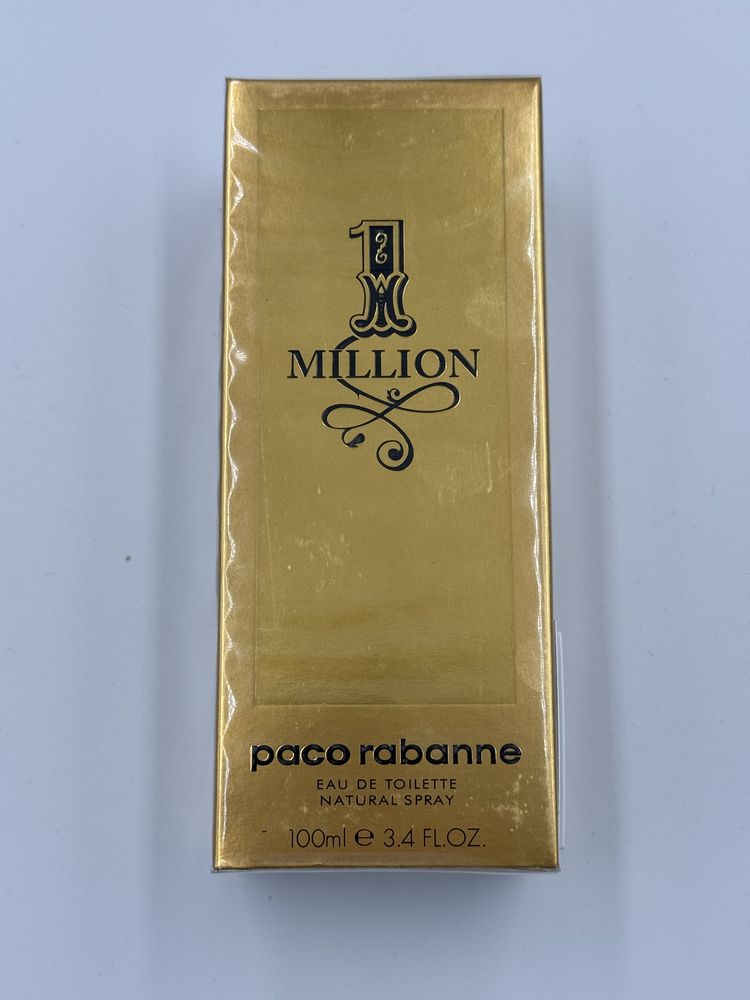 1
MILLION
paco rabanne
EAU DE TOILETTE
NATURAL SPRAY
100ml ℮ 3.4 FL.OZ.